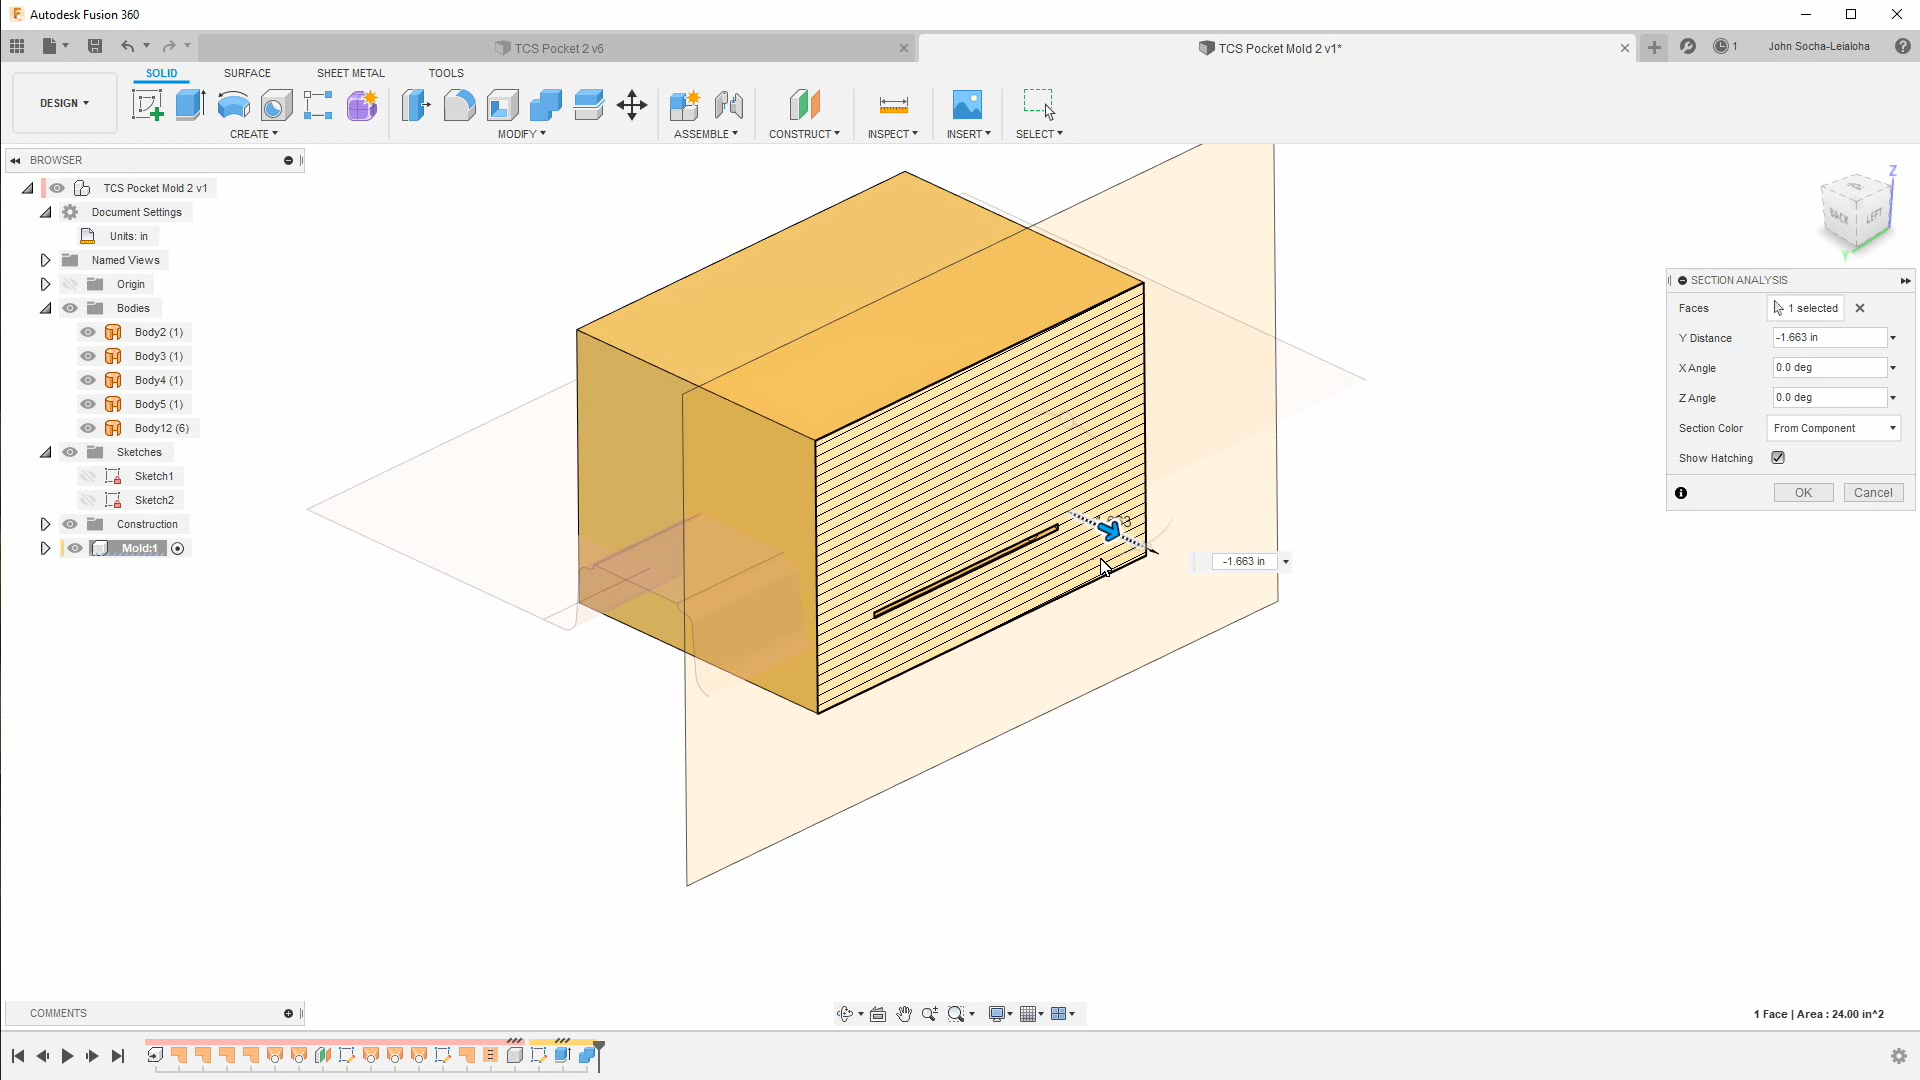 Autodesk Fusion 360
TCS Pocket 2 v6
TCS Pocket Mold 2 v1*
1
John Socha-Leialoha
SOLID
SURFACE
SHEET METAL
TOOLS
DESIGN
CREATE
MODIFY
ASSEMBLE
CONSTRUCT
INSPECT
INSERT
SELECT
BROWSER
TCS Pocket Mold 2 v1
Document Settings
Units: in
Named Views
Origin
Bodies
Body2 (1)
Body3 (1)
Body4 (1)
Body5 (1)
Body12 (6)
Sketches
Sketch1
Sketch2
Construction
Mold:1
Z
BACK
LEFT
Y
SECTION ANALYSIS
Faces
1 selected
Y Distance
-1.663 in
X Angle
0.0 deg
Z Angle
0.0 deg
Section Color
From Component
Show Hatching
OK
Cancel
-1.663 in
COMMENTS
1 Face | Area : 24.00 in^2